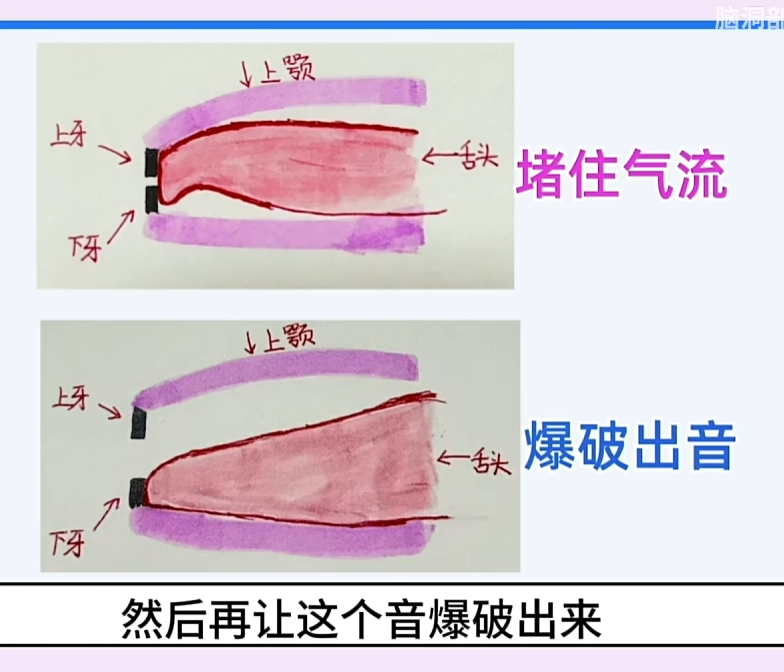 脑洞部
↓上颚
上牙
←舌头
堵住气流
下牙
↓上颚
上牙
爆破出音
←舌头
下牙
然后再让这个音爆破出来